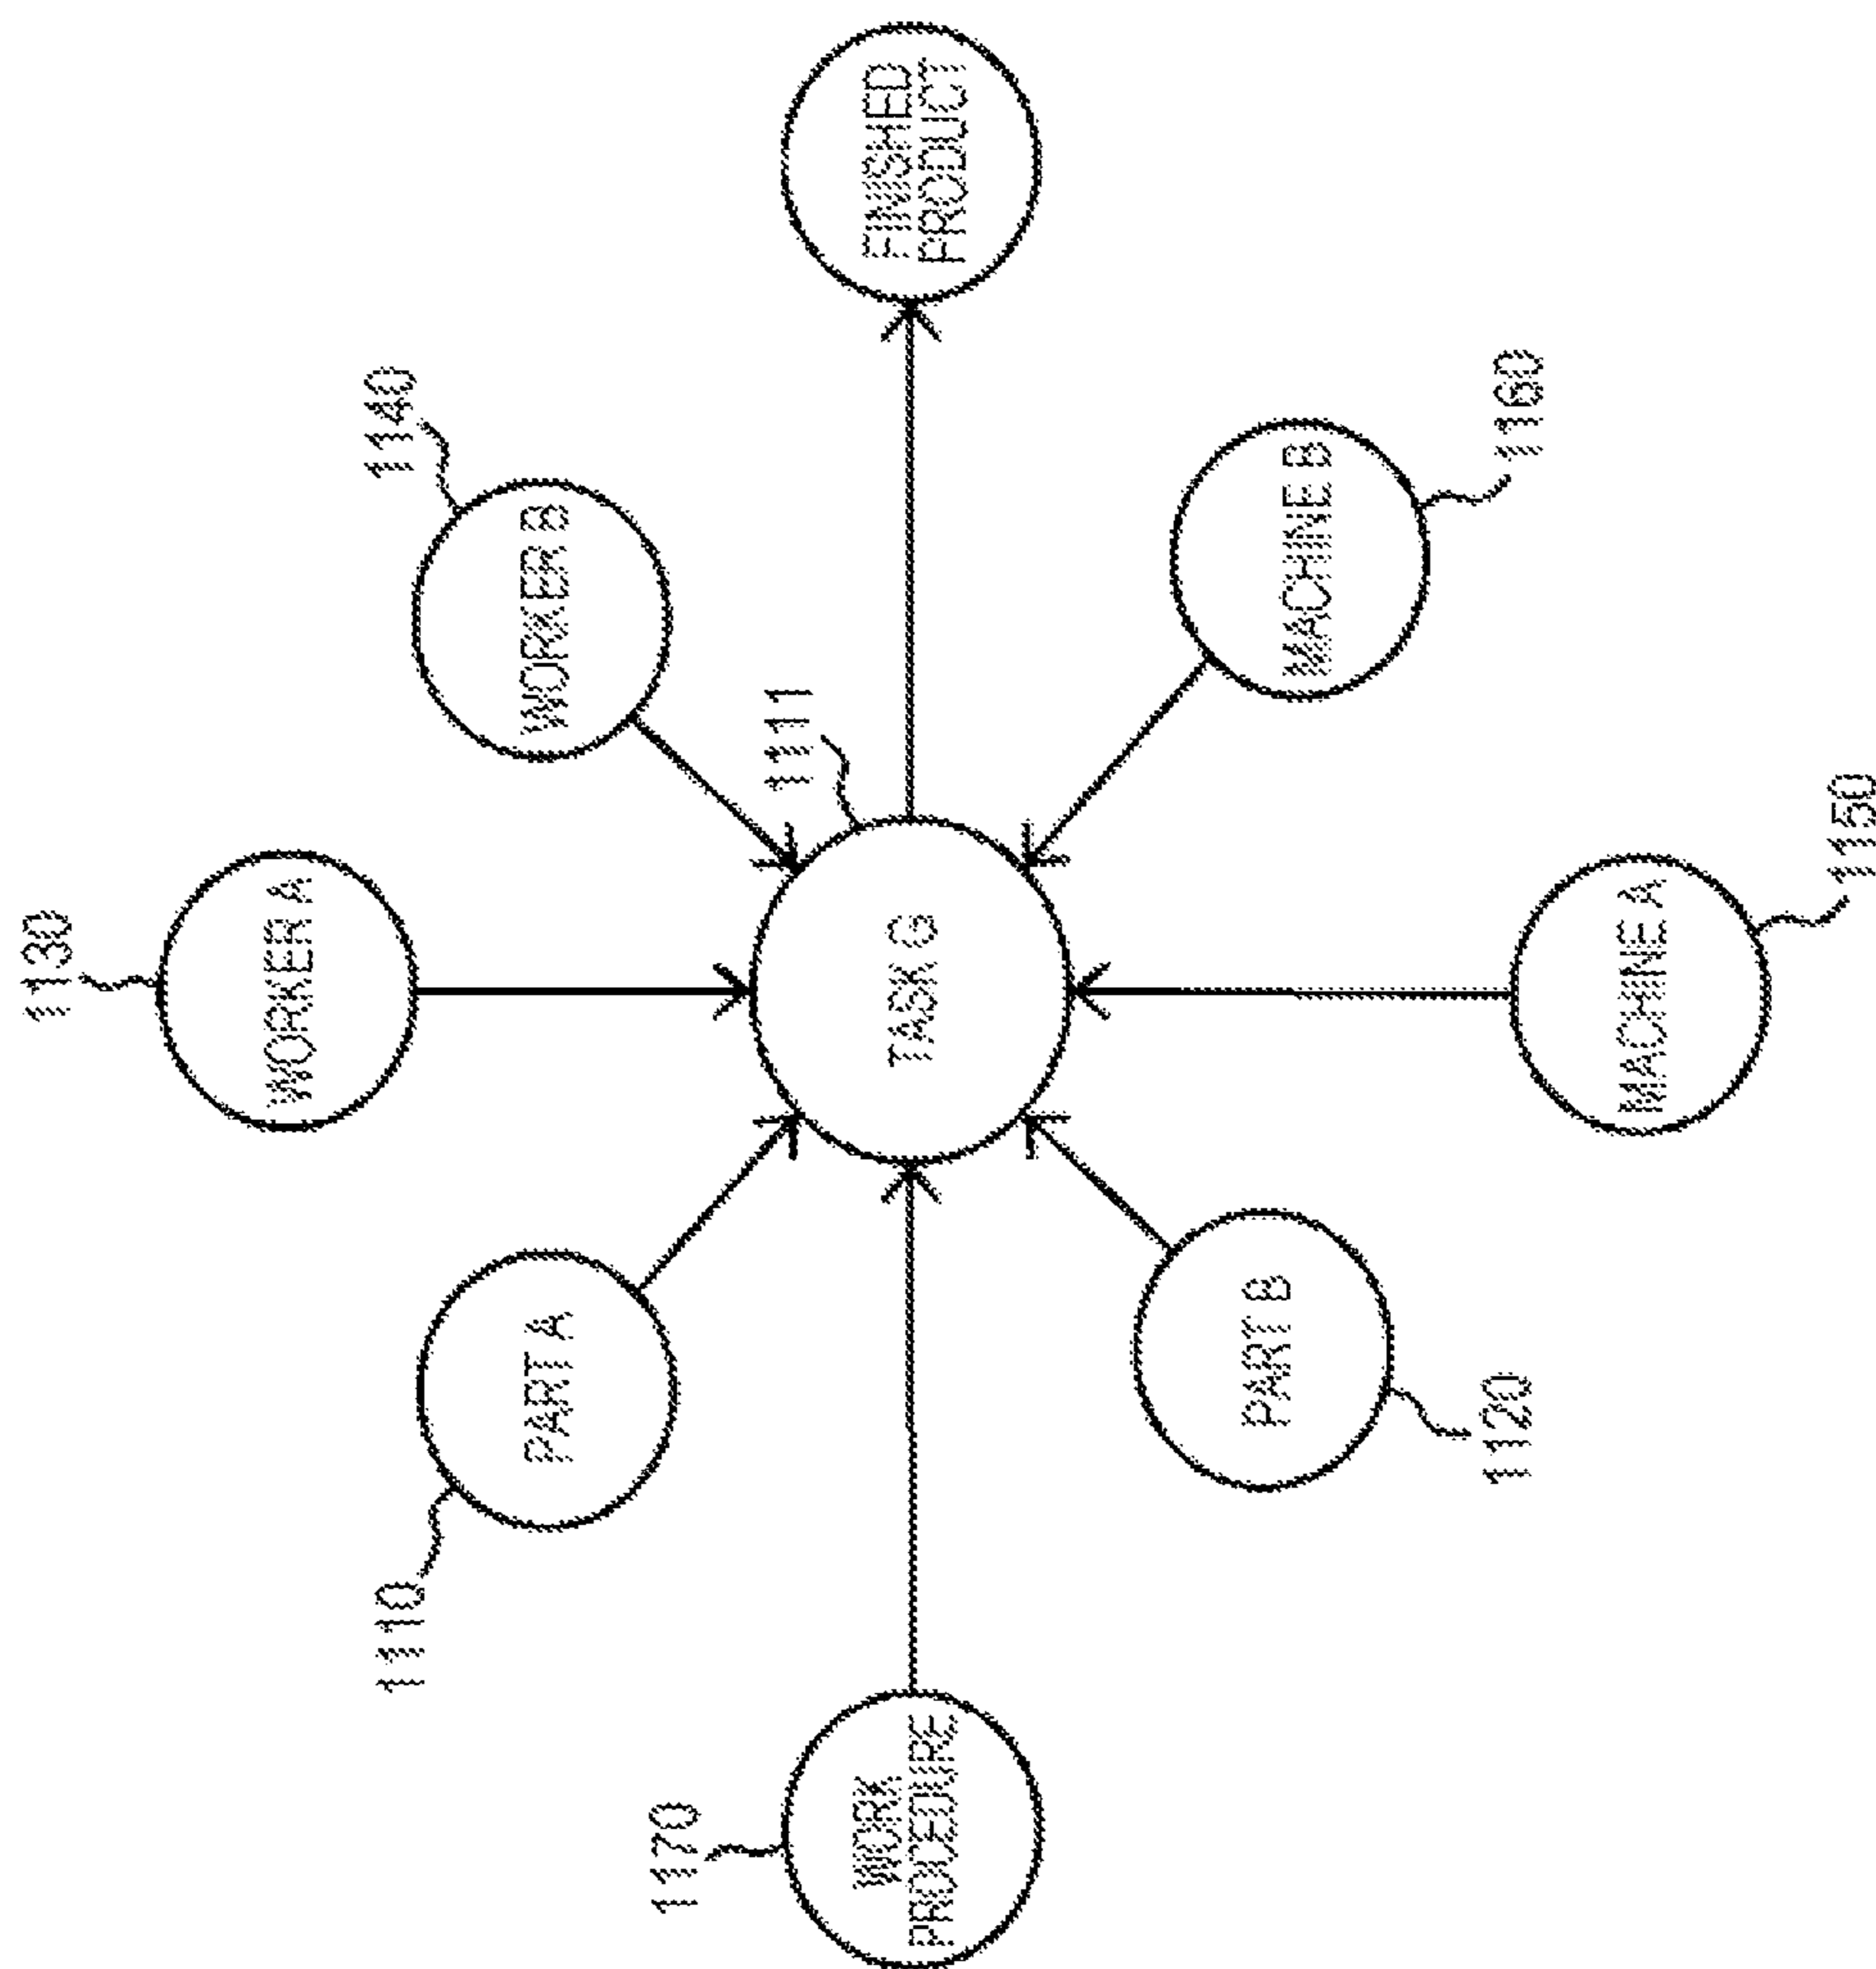 1130
WORKER A
1110
1140
PART A
WORKER B
1170
1111
WORK
PROCEDURE
TASK G
FINISHED
PRODUCT
PART B
MACHINE B
1120
1160
MACHINE A
1150